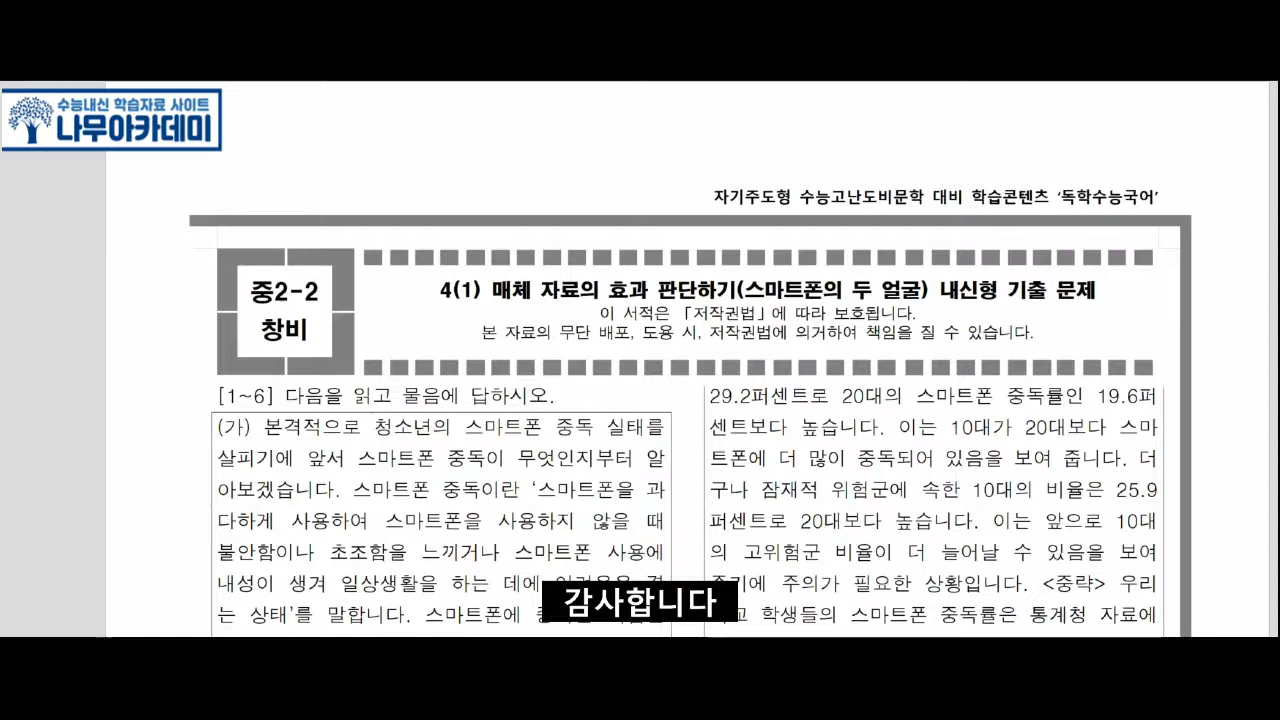 수능내신 학습자료 사이트
나무아카데미
자기주도형 수능고난도비문학 대비 학습콘텐츠 '독학수능국어'
중2-2
창비
4(1) 매체 자료의 효과 판단하기(스마트폰의 두 얼굴) 내신형 기출 문제
이 서적은 「저작권법」에 따라 보호됩니다.
본 자료의 무단 배포, 도용 시, 저작권법에 의거하여 책임을 질 수 있습니다.
[1~6] 다음을 읽고 물음에 답하시오.
(가) 본격적으로 청소년의 스마트폰 중독 실태를
살피기에 앞서 스마트폰 중독이 무엇인지부터 알
아보겠습니다. 스마트폰 중독이란 '스마트폰을 과
다하게 사용하여 스마트폰을 사용하지 않을 때
불안함이나 초조함을 느끼거나 스마트폰 사용에
내성이 생겨 일상생활을 하는 데에
는 상태'를 말합니다. 스마트폰에
29.2퍼센트로 20대의 스마트폰 중독률인 19.6퍼
센트보다 높습니다. 이는 10대가 20대보다 스마
트폰에 더 많이 중독되어 있음을 보여 줍니다. 더
구나 잠재적 위험군에 속한 10대의 비율은 25.9
퍼센트로 20대보다 높습니다. 이는 앞으로 10대
의 고위험군 비율이 더 늘어날 수 있음을 보여
주기에 주의가 필요한 상황입니다. <중략> 우리
학생들의 스마트폰 중독률은 통계청 자료에
감사합니다